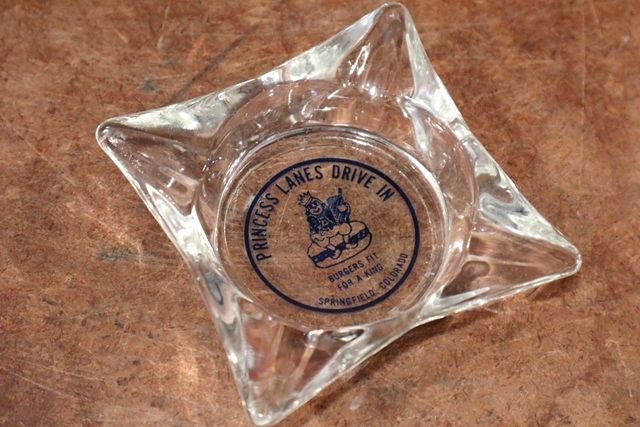 PRINCESS LANES DRIVE IN
BURGERS FIT
FOR A KING
SPRINGFIELD, COLORADO